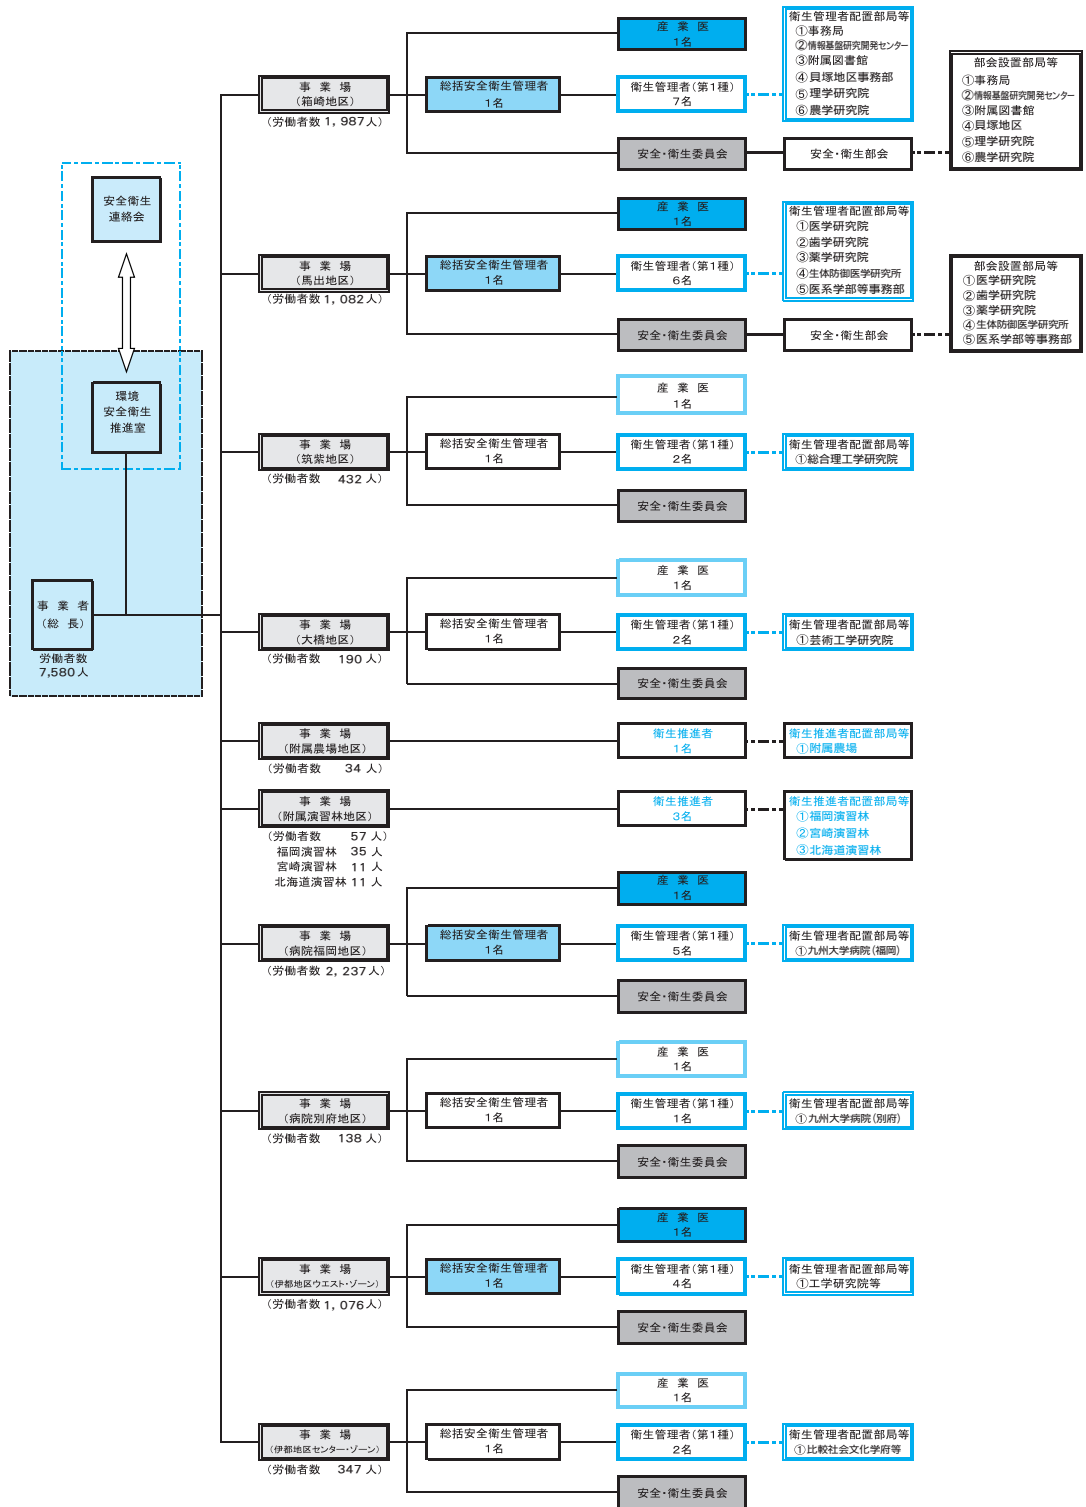 安全衛生
連絡会
環境
安全衛生
推進室
事業者
(総長)
労働者数
7,580人
事業場
(箱崎地区)
(労働者数 1, 987人)
産業医
1名
総括安全衛生管理者
1名
衛生管理者(第1種)
7名
安全・衛生委員会
安全・衛生部会
衛生管理者配置部局等
①事務局
②情報基盤研究開発センター
③附属図書館
④貝塚地区事務部
⑤理学研究院
⑥農学研究院
部会設置部局等
①事務局
②情報基盤研究開発センター
③附属図書館
④貝塚地区
⑤理学研究院
⑥農学研究院
事業場
(馬出地区)
(労働者数 1, 082人)
産業医
1名
総括安全衛生管理者
1名
衛生管理者(第1種)
6名
安全・衛生委員会
安全・衛生部会
衛生管理者配置部局等
①医学研究院
②歯学研究院
③薬学研究院
④生体防御医学研究所
⑤医系学部等事務部
部会設置部局等
①医学研究院
②歯学研究院
③薬学研究院
④生体防御医学研究所
⑤医系学部等事務部
事業場
(筑紫地区)
(労働者数 432人)
産業医
1名
総括安全衛生管理者
1名
衛生管理者(第1種)
2名
安全・衛生委員会
衛生管理者配置部局等
①総合理工学研究院
事業場
(大橋地区)
(労働者数 190人)
産業医
1名
総括安全衛生管理者
1名
衛生管理者(第1種)
2名
安全・衛生委員会
衛生管理者配置部局等
①芸術工学研究院
事業場
(附属農場地区)
(労働者数 34人)
衛生推進者
1名
衛生推進者配置部局等
①附属農場
事業場
(附属演習林地区)
(労働者数 57人)
福岡演習林 35人
宮崎演習林 11人
北海道演習林 11人
衛生推進者
3名
衛生推進者配置部局等
①福岡演習林
②宮崎演習林
③北海道演習林
事業場
(病院福岡地区)
(労働者数 2, 237人)
産業医
1名
総括安全衛生管理者
1名
衛生管理者(第1種)
5名
安全・衛生委員会
衛生管理者配置部局等
①九州大学病院(福岡)
事業場
(病院別府地区)
(労働者数 138人)
産業医
1名
総括安全衛生管理者
1名
衛生管理者(第1種)
1名
安全・衛生委員会
衛生管理者配置部局等
①九州大学病院(別府)
事業場
(伊都地区ウエスト・ゾーン)
(労働者数 1, 076人)
産業医
1名
総括安全衛生管理者
1名
衛生管理者(第1種)
4名
安全・衛生委員会
衛生管理者配置部局等
①工学研究院等
事業場
(伊都地区センター・ゾーン)
(労働者数 347人)
産業医
1名
総括安全衛生管理者
1名
衛生管理者(第1種)
2名
安全・衛生委員会
衛生管理者配置部局等
①比較社会文化学府等